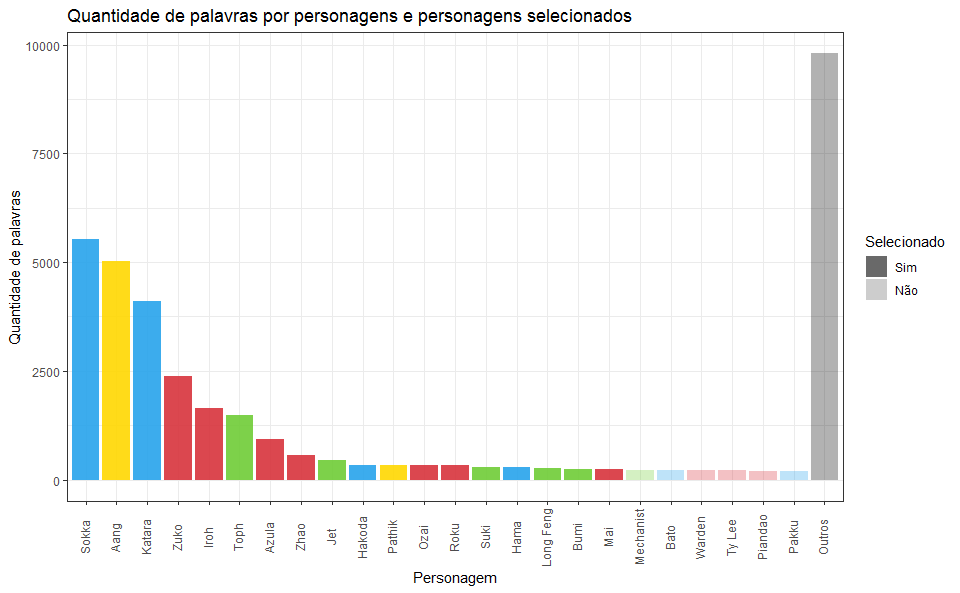 Quantidade de palavras por personagens e personagens selecionados
Quantidade de palavras
10000
7500
5000
2500
0
Sokka
Aang
Katara
Zuko
Iroh
Toph
Azula
Zhao
Jet
Hakoda
Pathik
Ozai
Roku
Suki
Hama
Long Feng
Bumi
Mai
Mechanist
Bato
Warden
Ty Lee
Piandao
Pakku
Outros
Personagem
Selecionado
Sim
Não